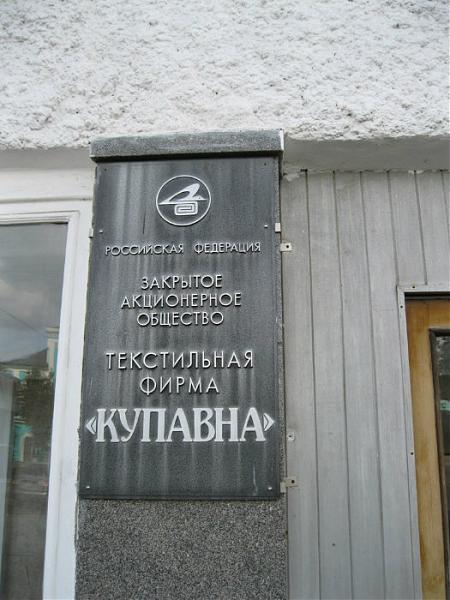 РОССИЙСКАЯ ФЕДЕРАЦИЯ
ЗАКРЫТОЕ
АКЦИОНЕРНОЕ
ОБЩЕСТВО
ТЕКСТИЛЬНАЯ
ФИРМА
«КУПАВНА»